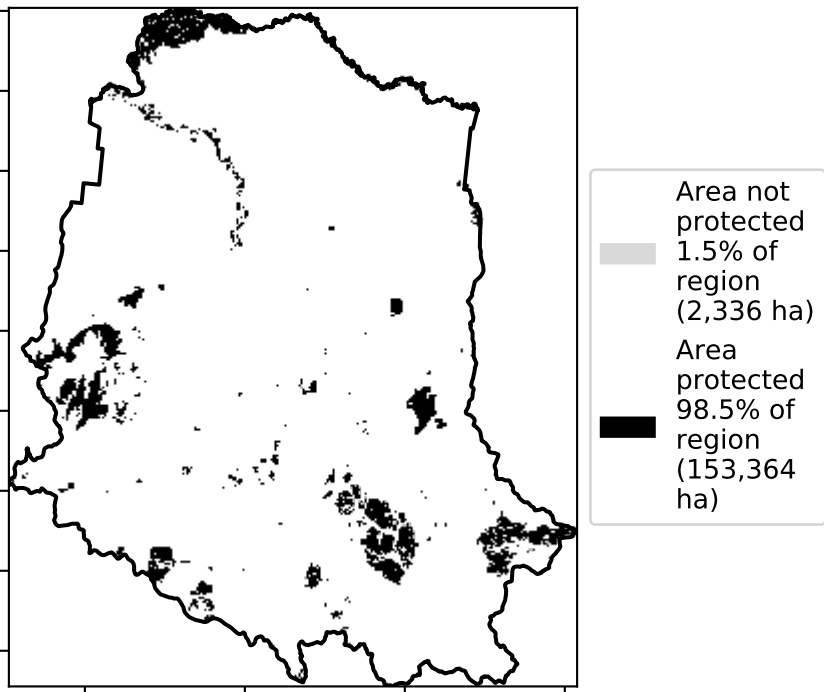 Area not
protected
1.5% of
region
(2,336 ha)
Area
protected
98.5% of
region
(153,364
ha)